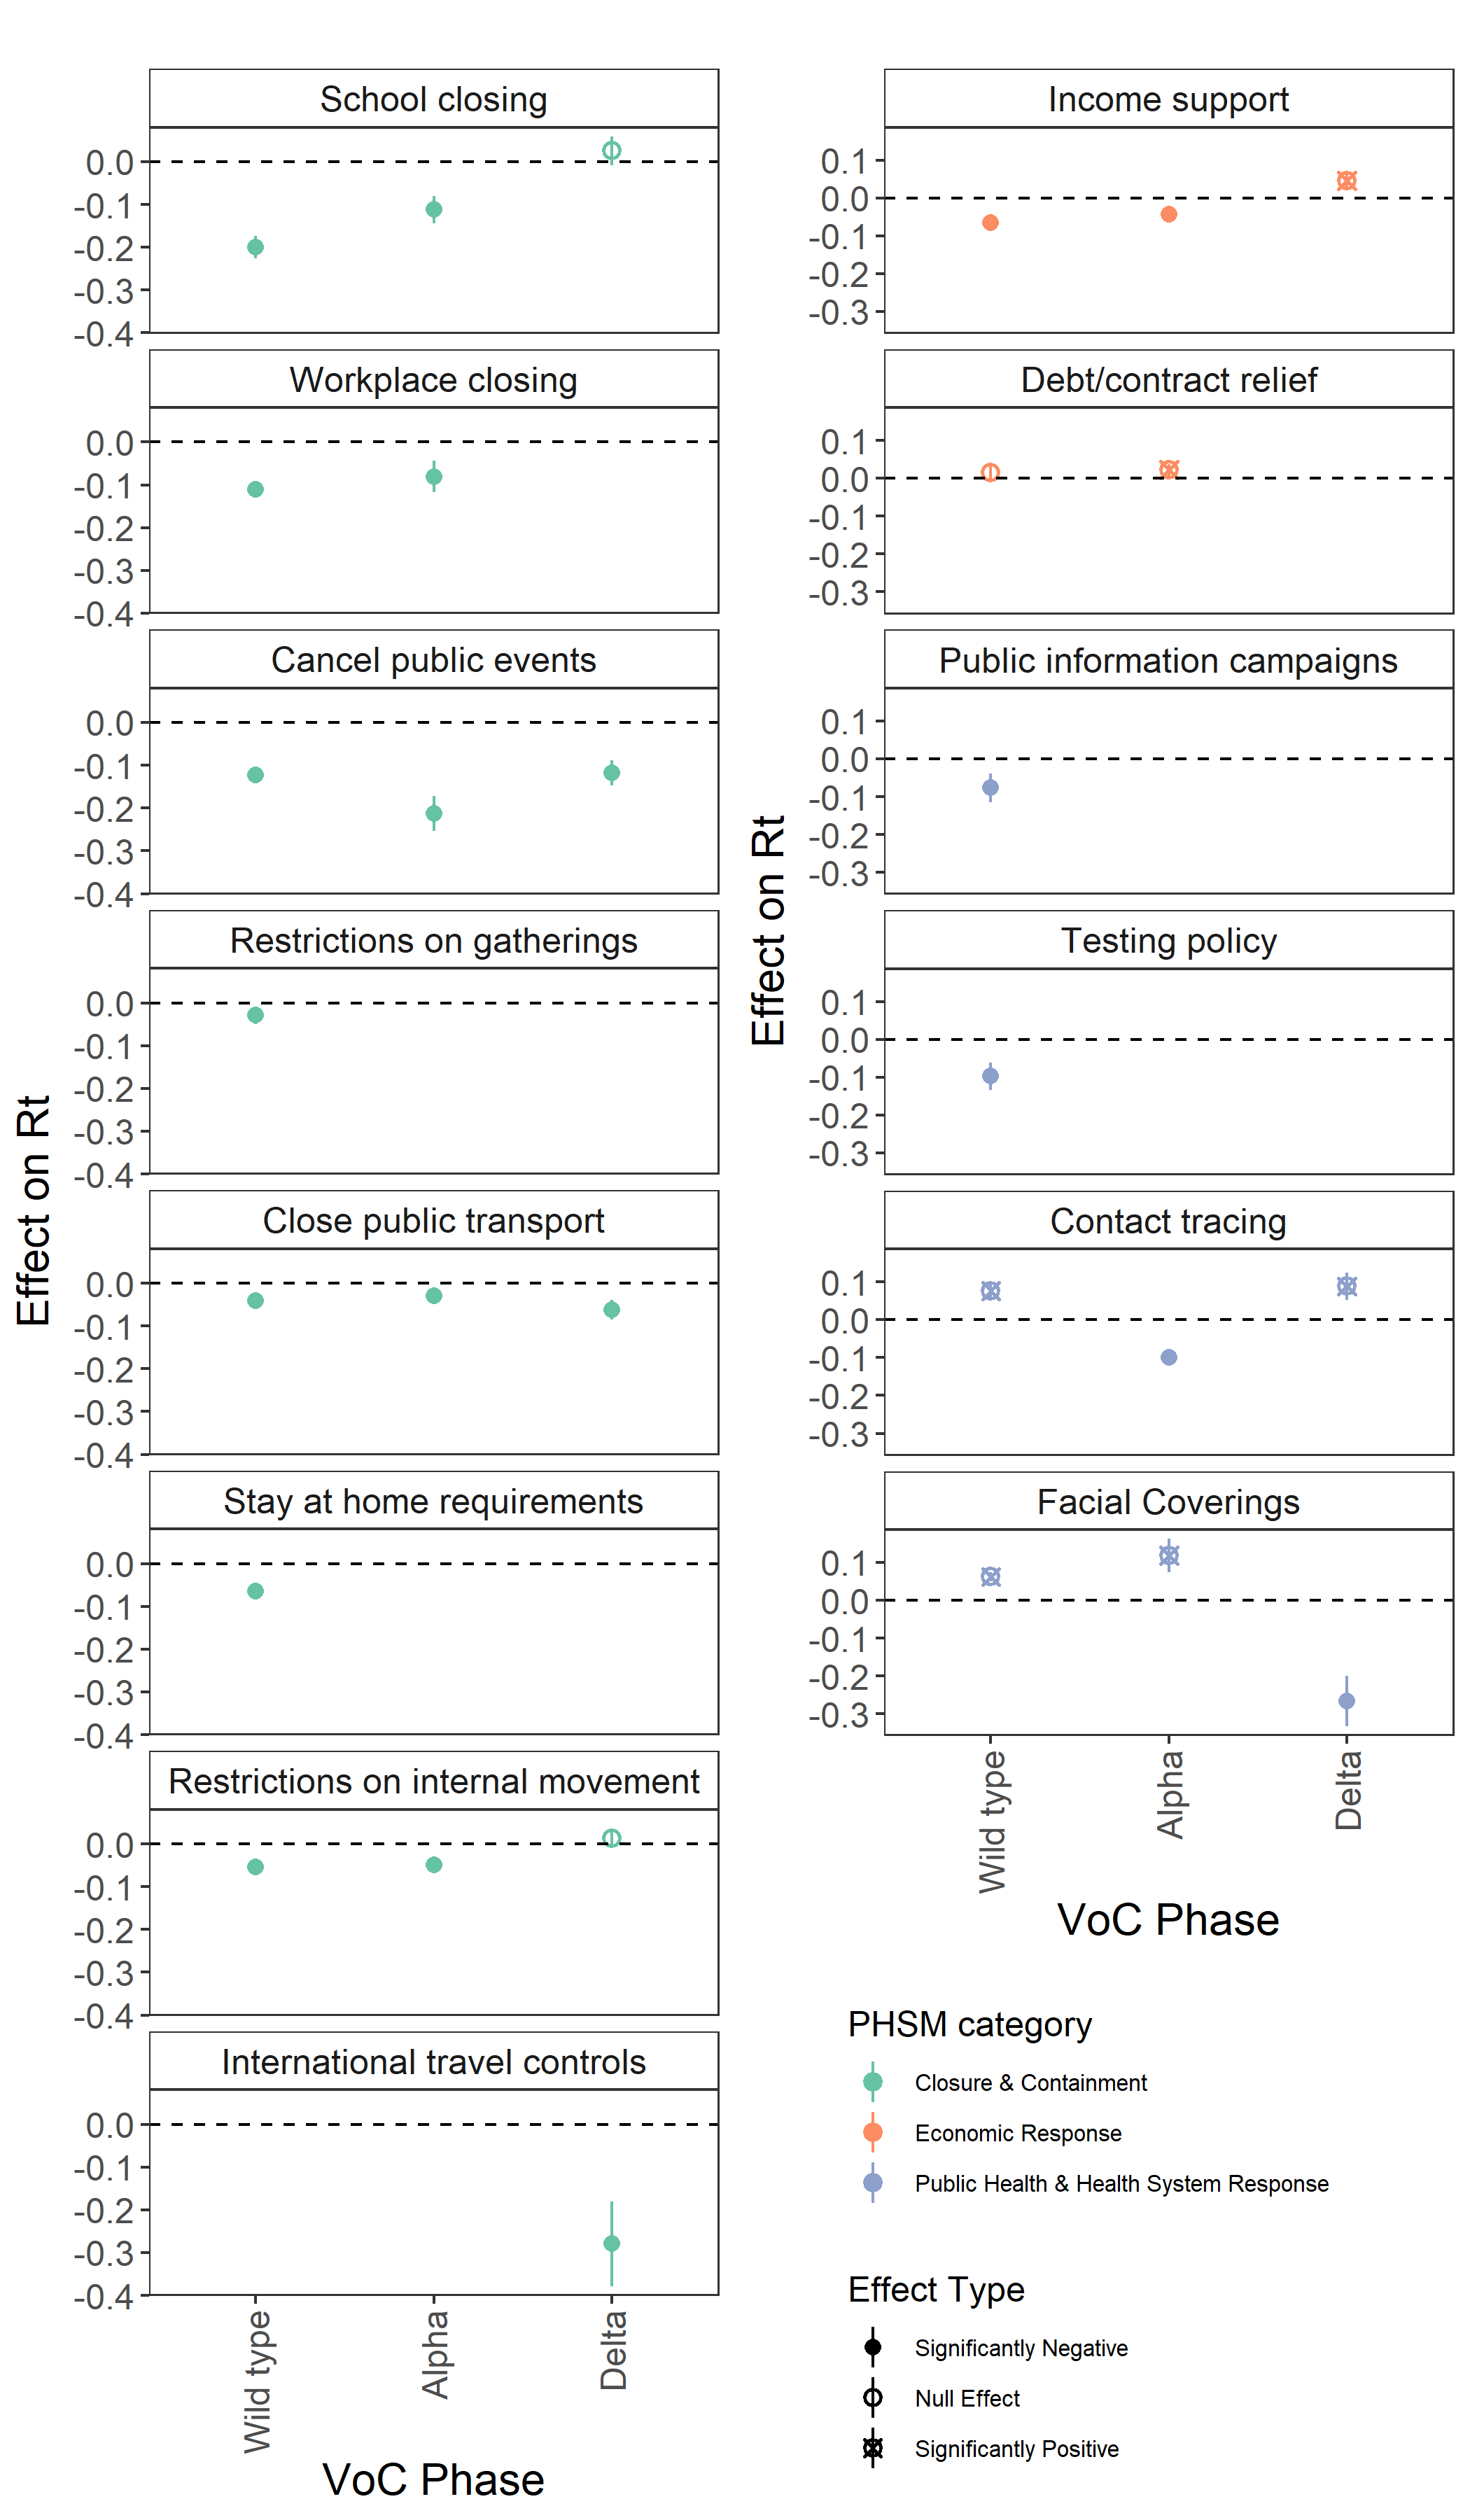 School closing
0.0
-0.1
-0.2
-0.3
-0.4
Workplace closing
0.0
-0.1
-0.2
-0.3
-0.4
Cancel public events
0.0
-0.1
-0.2
-0.3
-0.4
Restrictions on gatherings
0.0
-0.1
-0.2
-0.3
-0.4
Close public transport
0.0
-0.1
-0.2
-0.3
-0.4
Stay at home requirements
0.0
-0.1
-0.2
-0.3
-0.4
Restrictions on internal movement
0.0
-0.1
-0.2
-0.3
-0.4
International travel controls
0.0
-0.1
-0.2
-0.3
-0.4
Effect on Rt
Wild type
Alpha
Delta
VoC Phase
Income support
0.1
0.0
-0.1
-0.2
-0.3
Debt/contract relief
0.1
0.0
-0.1
-0.2
-0.3
Public information campaigns
0.1
0.0
-0.1
-0.2
-0.3
Testing policy
0.1
0.0
-0.1
-0.2
-0.3
Contact tracing
0.1
0.0
-0.1
-0.2
-0.3
Facial Coverings
0.1
0.0
-0.1
-0.2
-0.3
Effect on Rt
Wild type
Alpha
Delta
VoC Phase
PHSM category
Closure & Containment
Economic Response
Public Health & Health System Response
Effect Type
Significantly Negative
Null Effect
Significantly Positive